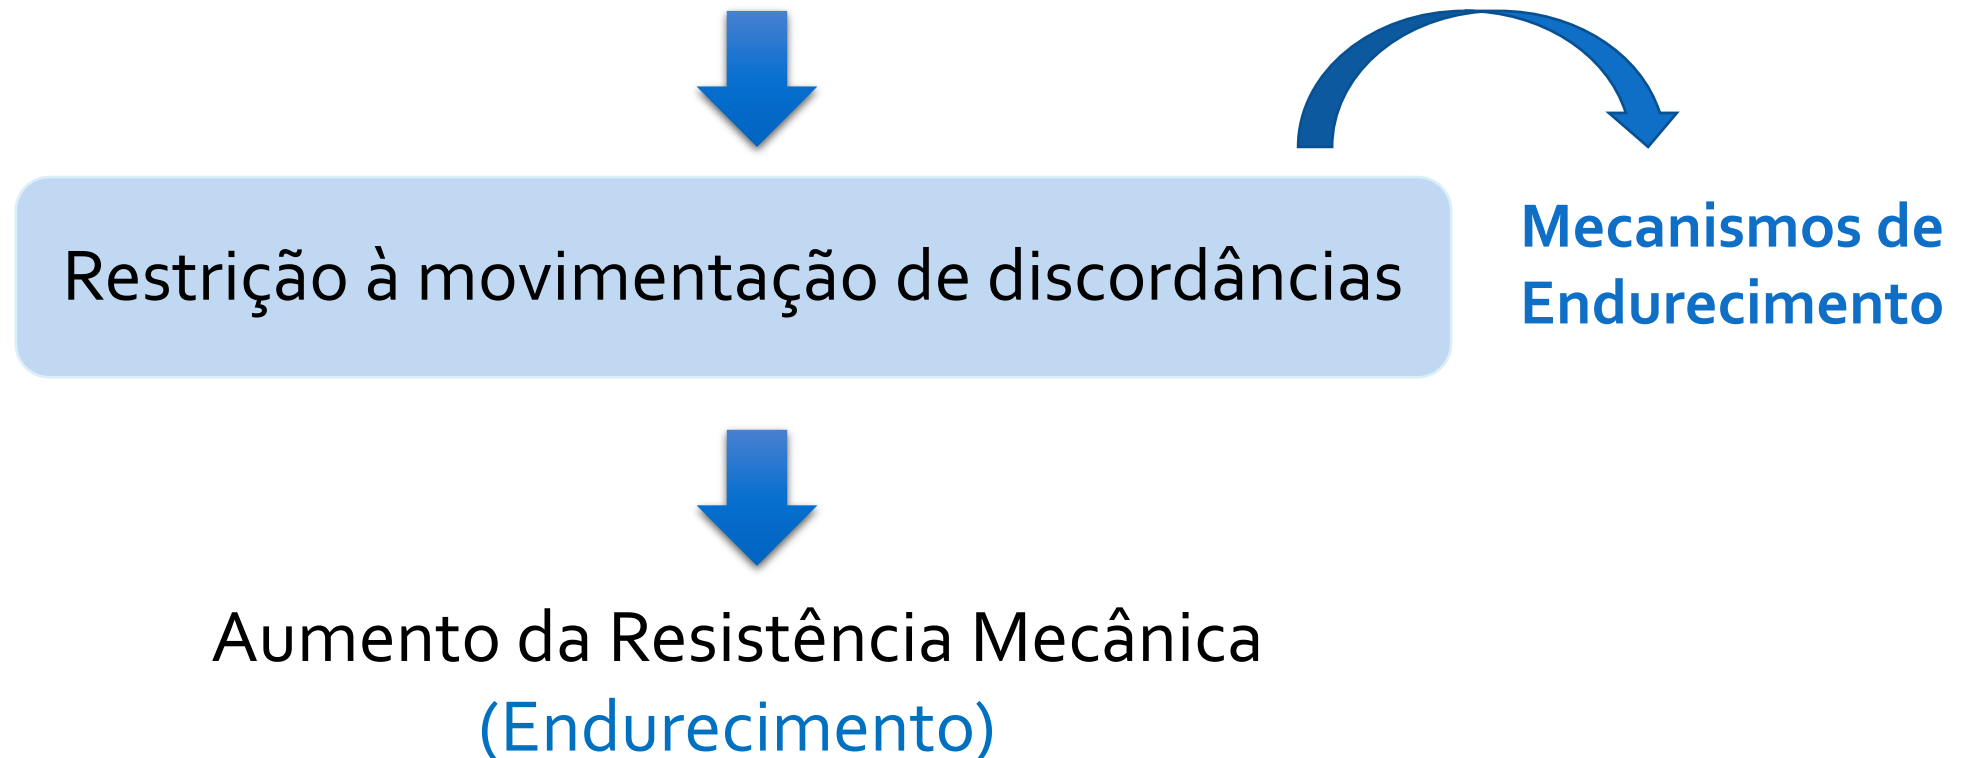 Restrição à movimentação de discordâncias
Mecanismos de
Endurecimento
Aumento da Resistência Mecânica
(Endurecimento)